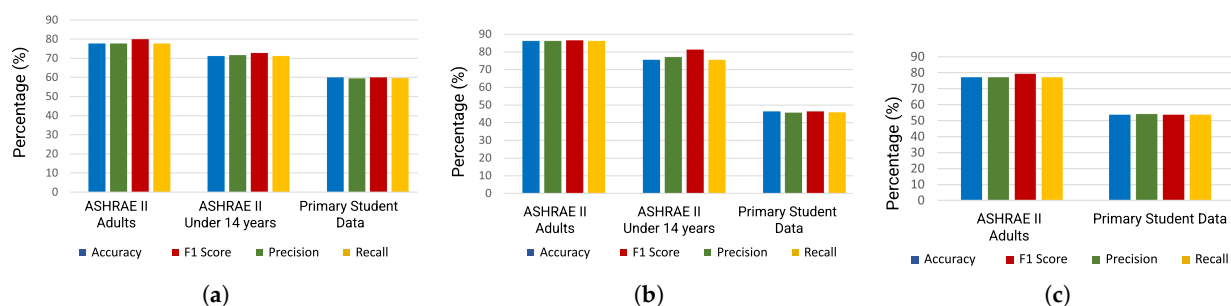 Percentage (%)
90
80
70
60
50
40
30
20
10
0
ASHRAE II
Adults
ASHRAE II
Under 14 years
Primary Student
Data
Accuracy F1 Score Precision Recall
(a)
Percentage (%)
90
80
70
60
50
40
30
20
10
0
ASHRAE II
Adults
ASHRAE II
Under 14 years
Primary Student
Data
Accuracy F1 Score Precision Recall
(b)
Percentage (%)
90
80
70
60
50
40
30
20
10
0
ASHRAE II
Adults
Primary Student Data
Accuracy F1 Score Precision Recall
(c)